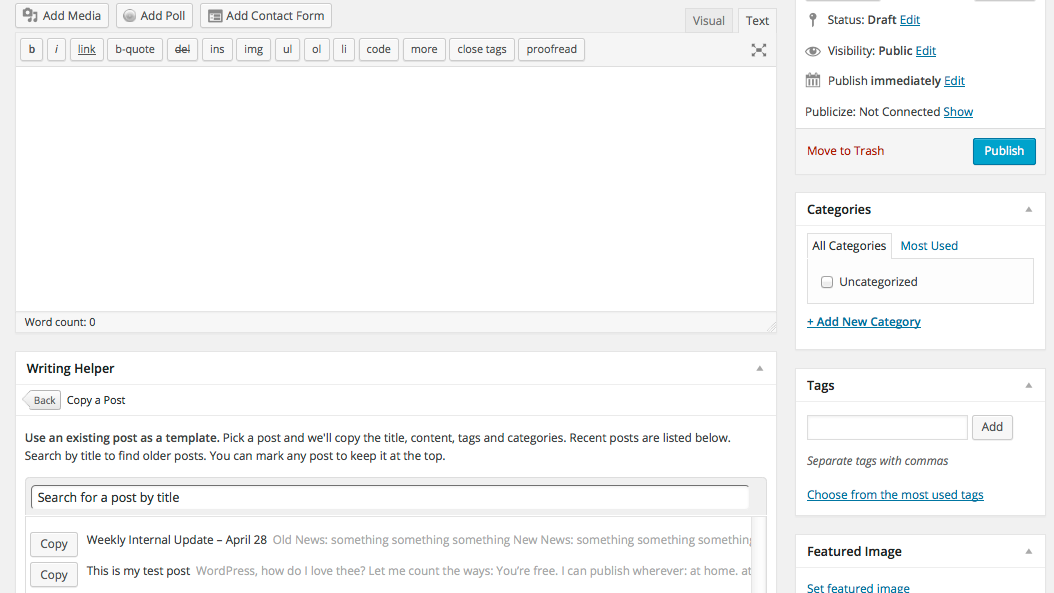 Add Media Add Poll Add Contact Form Visual Text
b i link b-quote del ins img ul ol li code more close tags proofread
Word count: 0
Writing Helper
Back Copy a Post
Use an existing post as a template. Pick a post and we'll copy the title, content, tags and categories. Recent posts are listed below.
Search by title to find older posts. You can mark any post to keep it at the top.
Search for a post by title
Copy Weekly Internal Update – April 28 Old News: something something something New News: something something something
Copy This is my test post WordPress, how do I love thee? Let me count the ways: You're free. I can publish wherever: at home. at
Status: Draft Edit
Visibility: Public Edit
Publish immediately Edit
Publicize: Not Connected Show
Move to Trash Publish
Categories
All Categories Most Used
Uncategorized
+ Add New Category
Tags
Add
Separate tags with commas
Choose from the most used tags
Featured Image
Set featured image